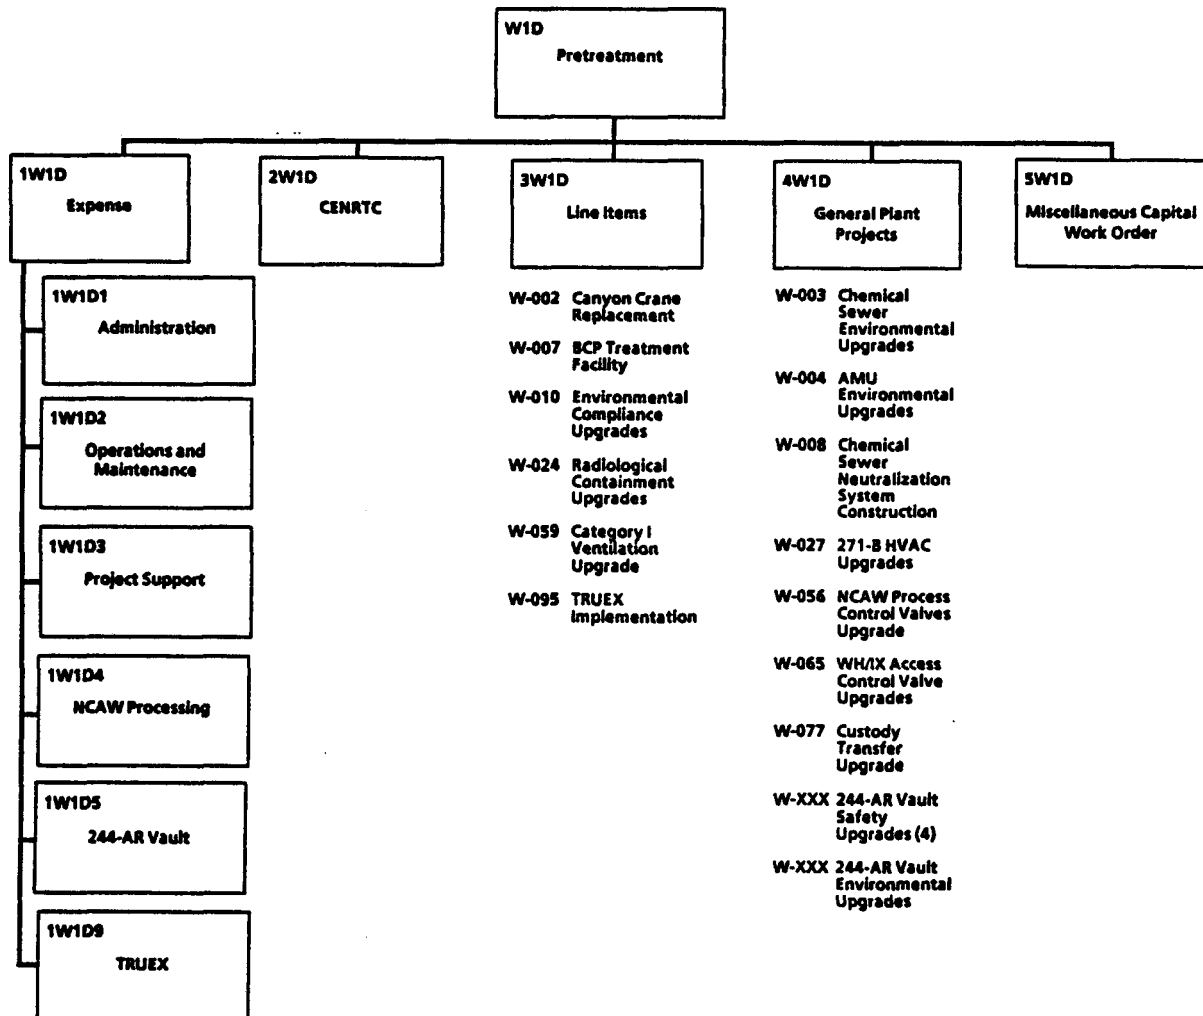 W1D
Pretreatment
1W1D
Expense
2W1D
CENRTC
3W1D
Line Items
4W1D
General Plant
Projects
5W1D
Miscellaneous Capital
Work Order
1W1D1
Administration
1W1D2
Operations and
Maintenance
1W1D3
Project Support
1W1D4
NCAW Processing
1W1D5
244-AR Vault
1W1D9
TRUEX
W-002 Canyon Crane
Replacement
W-007 BCP Treatment
Facility
W-010 Environmental
Compliance
Upgrades
W-024 Radiological
Containment
Upgrades
W-059 Category I
Ventilation
Upgrade
W-095 TRUEX
Implementation
W-003 Chemical
Sewer
Environmental
Upgrades
W-004 AMU
Environmental
Upgrades
W-008 Chemical
Sewer
Neutralization
System
Construction
W-027 271-B HVAC
Upgrades
W-056 NCAW Process
Control Valves
Upgrade
W-065 WH/IX Access
Control Valve
Upgrades
W-077 Custody
Transfer
Upgrade
W-XXX 244-AR Vault
Safety
Upgrades (4)
W-XXX 244-AR Vault
Environmental
Upgrades